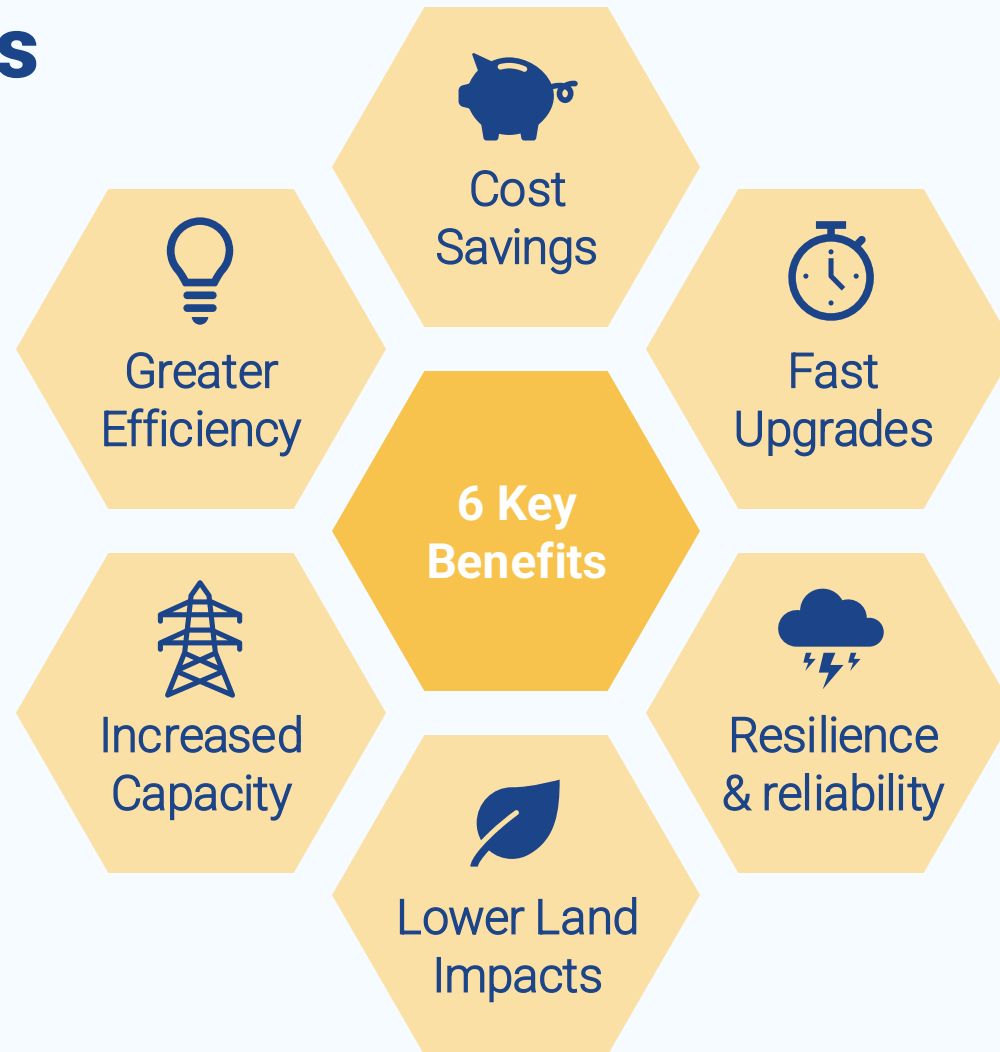 s
Cost
Savings
Greater
Efficiency
Fast
Upgrades
6 Key
Benefits
Increased
Capacity
Resilience
& reliability
Lower Land
Impacts